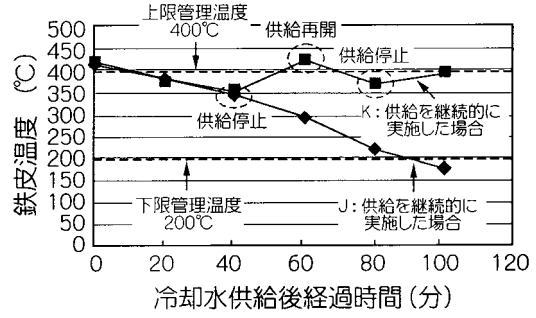 上限管理温度
400℃
供給再開
供給停止
供給停止
K:供給を継続的に
実施した場合
下限管理温度
200℃
J:供給を継続的に
実施した場合
鉄皮温度 (℃)
500
450
400
350
300
250
200
150
100
50
0
0 20 40 60 80 100 120
冷却水供給後経過時間(分)